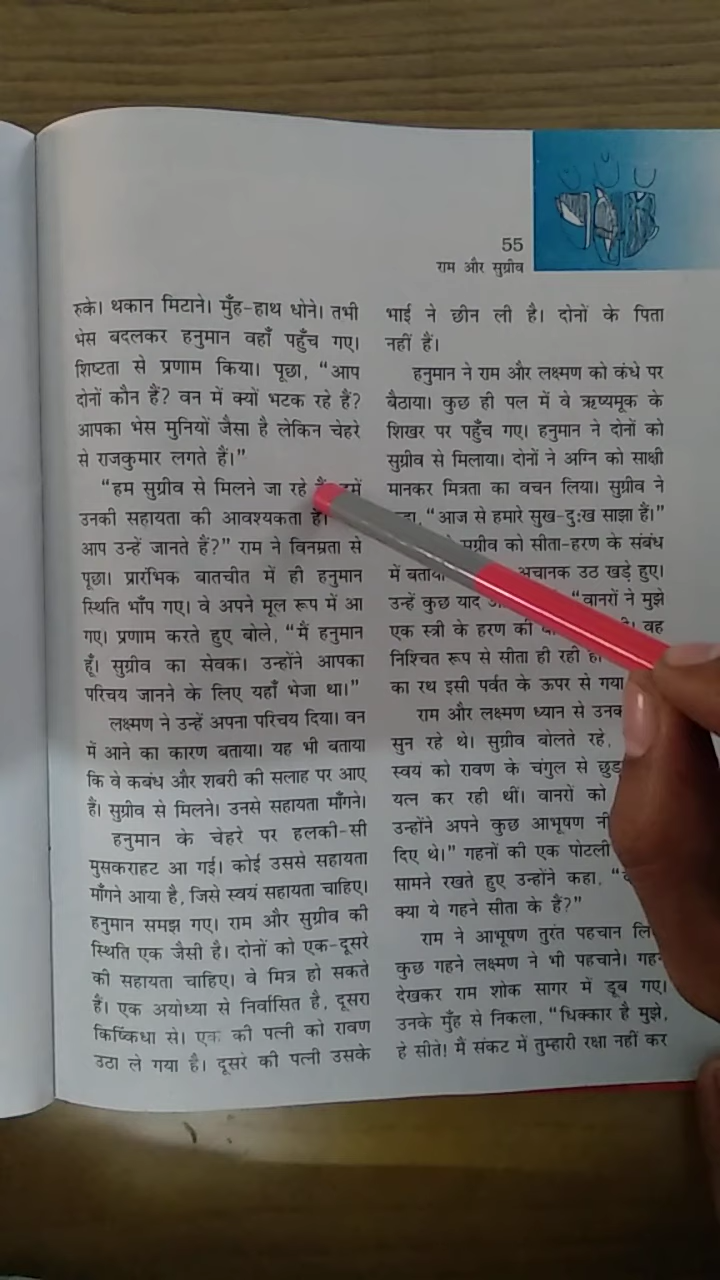 55
राम और सुग्रीव
रुके। थकान मिटाने। मुँह-हाथ धोने। तभी
भेस बदलकर हनुमान वहाँ पहुँच गए।
शिष्टता से प्रणाम किया। पूछा, “आप
दोनों कौन हैं? वन में क्यों भटक रहे हैं?
आपका भेस मुनियों जैसा है लेकिन चेहरे
से राजकुमार लगते हैं।”
“हम सुग्रीव से मिलने जा रहे
उनकी सहायता की आवश्यकता है।
आप उन्हें जानते हैं?” राम ने विनम्रता से
पूछा। प्रारंभिक बातचीत में ही हनुमान
स्थिति भाँप गए। वे अपने मूल रूप में आ
गए। प्रणाम करते हुए बोले, “मैं हनुमान
हूँ। सुग्रीव का सेवक। उन्होंने आपका
परिचय जानने के लिए यहाँ भेजा था।”
लक्ष्मण ने उन्हें अपना परिचय दिया। वन
में आने का कारण बताया। यह भी बताया
कि वे कबंध और शबरी की सलाह पर आए
हैं। सुग्रीव से मिलने। उनसे सहायता माँगने।
हनुमान के चेहरे पर हलकी-सी
मुसकराहट आ गई। कोई उससे सहायता
माँगने आया है, जिसे स्वयं सहायता चाहिए।
हनुमान समझ गए। राम और सुग्रीव की
स्थिति एक जैसी है। दोनों को एक-दूसरे
की सहायता चाहिए। वे मित्र हो सकते
हैं। एक अयोध्या से निर्वासित है, दूसरा
किष्किंधा से। एक की पत्नी को रावण
उठा ले गया है। दूसरे की पत्नी उसके
भाई ने छीन ली है। दोनों के पिता
नहीं हैं।
हनुमान ने राम और लक्ष्मण को कंधे पर
बैठाया। कुछ ही पल में वे ऋष्यमूक के
शिखर पर पहुँच गए। हनुमान ने दोनों को
सुग्रीव से मिलाया। दोनों ने अग्नि को साक्षी
मानकर मित्रता का वचन लिया। सुग्रीव ने
“आज से हमारे सुख-दुःख साझा हैं।”
सुग्रीव को सीता-हरण के संबंध
में अचानक उठ खड़े हुए।
उन्हें कुछ याद “वानरों ने मुझे
एक स्त्री के हरण की वह
निश्चित रूप से सीता ही रही
का रथ इसी पर्वत के ऊपर से गया
राम और लक्ष्मण ध्यान से
सुन रहे थे। सुग्रीव बोलते रहे,
स्वयं को रावण के चंगुल से
यत्न कर रही थीं। वानरों को
उन्होंने अपने कुछ आभूषण
दिए थे।” गहनों की एक पोटली
सामने रखते हुए उन्होंने कहा,
क्या ये गहने सीता के हैं?”
राम ने आभूषण तुरंत पहचान
कुछ गहने लक्ष्मण ने भी पहचाने।
देखकर राम शोक सागर में डूब गए।
उनके मुँह से निकला, “धिक्कार है मुझे,
हे सीते! मैं संकट में तुम्हारी रक्षा नहीं कर